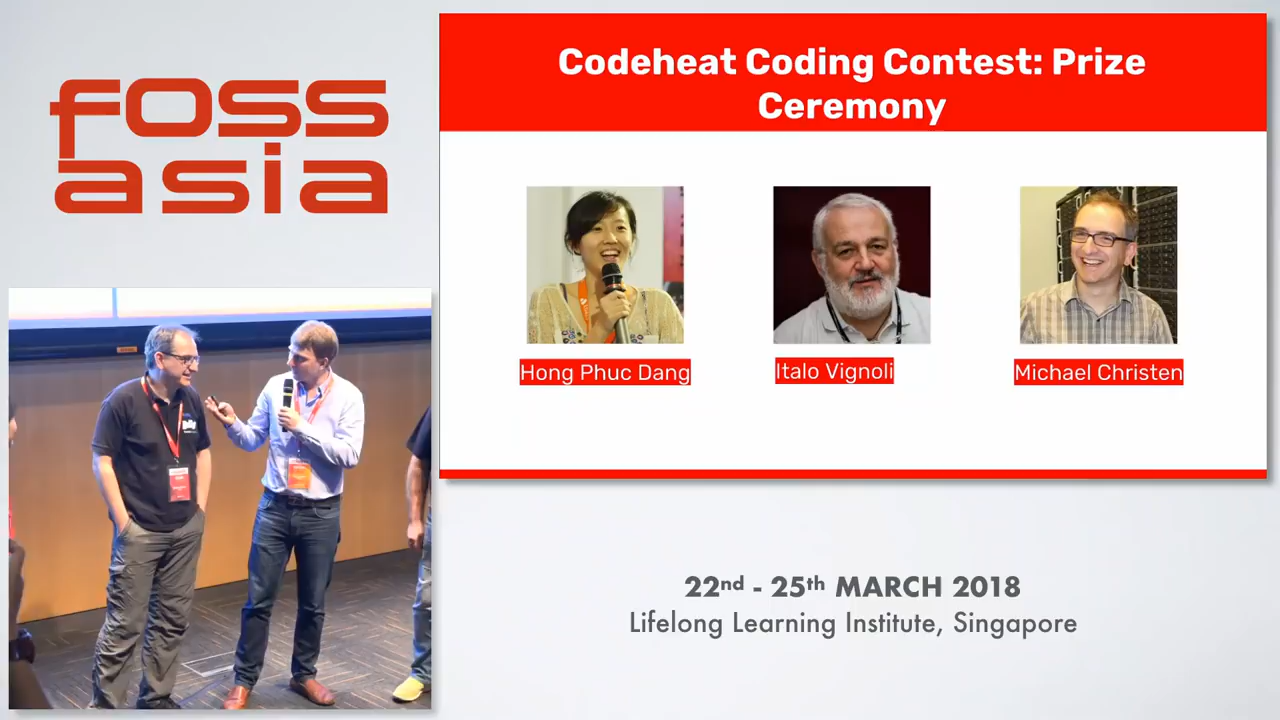 foss
asia
Codeheat Coding Contest: Prize
Ceremony
Hong Phuc Dang
Italo Vignoli
Michael Christen
22nd - 25th MARCH 2018
Lifelong Learning Institute, Singapore